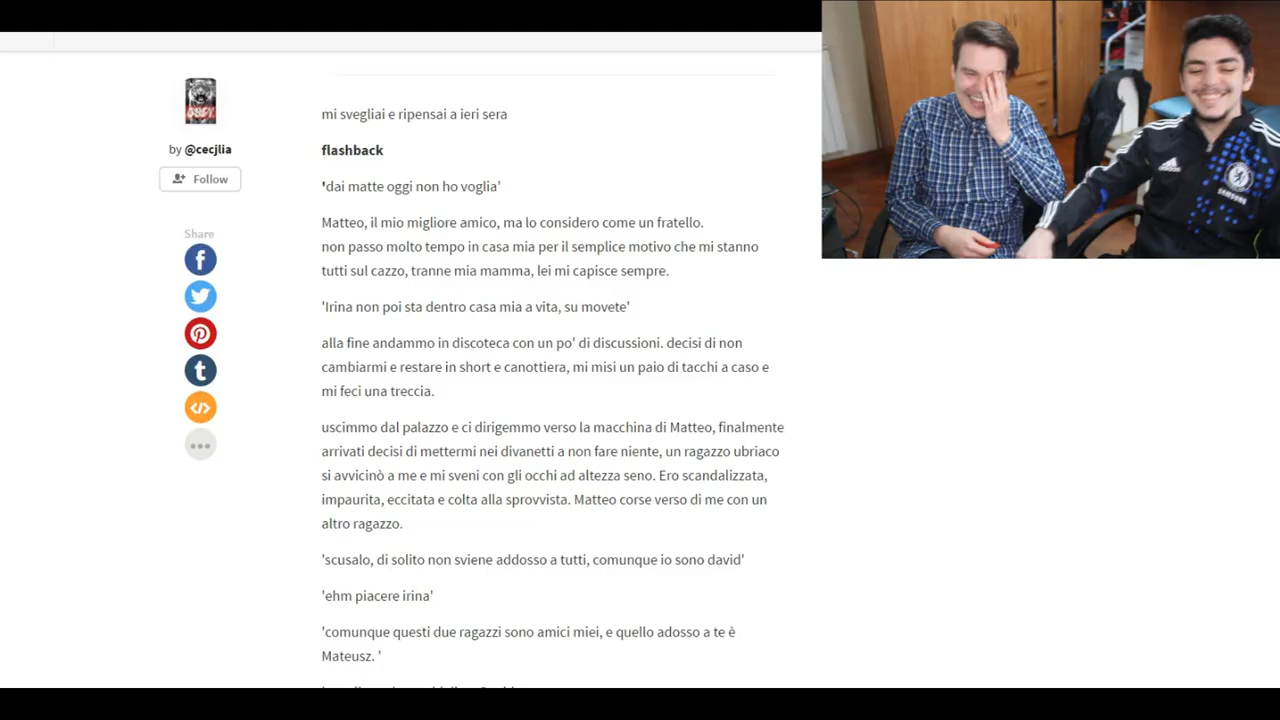 OBEY
by @cecjlia
Follow
Share
mi svegliai e ripensai a ieri sera
flashback
'dai matte oggi non ho voglia'
Matteo, il mio migliore amico, ma lo considero come un fratello.
non passo molto tempo in casa mia per il semplice motivo che mi stanno
tutti sul cazzo, tranne mia mamma, lei mi capisce sempre.
'Irina non poi sta dentro casa mia a vita, su movete'
alla fine andammo in discoteca con un po' di discussioni. decisi di non
cambiarmi e restare in short e canottiera, mi misi un paio di tacchi a caso e
mi feci una treccia.
uscimmo dal palazzo e ci dirigemmo verso la macchina di Matteo, finalmente
arrivati decisi di mettermi nei divanetti a non fare niente, un ragazzo ubriaco
si avvicinò a me e mi sveni con gli occhi ad altezza seno. Ero scandalizzata,
impaurita, eccitata e colta alla sprovvista. Matteo corse verso di me con un
altro ragazzo.
'scusalo, di solito non sviene addosso a tutti, comunque io sono david'
'ehm piacere irina'
'comunque questi due ragazzi sono amici miei, e quello adosso a te è
Mateusz. '
SAMSUNG